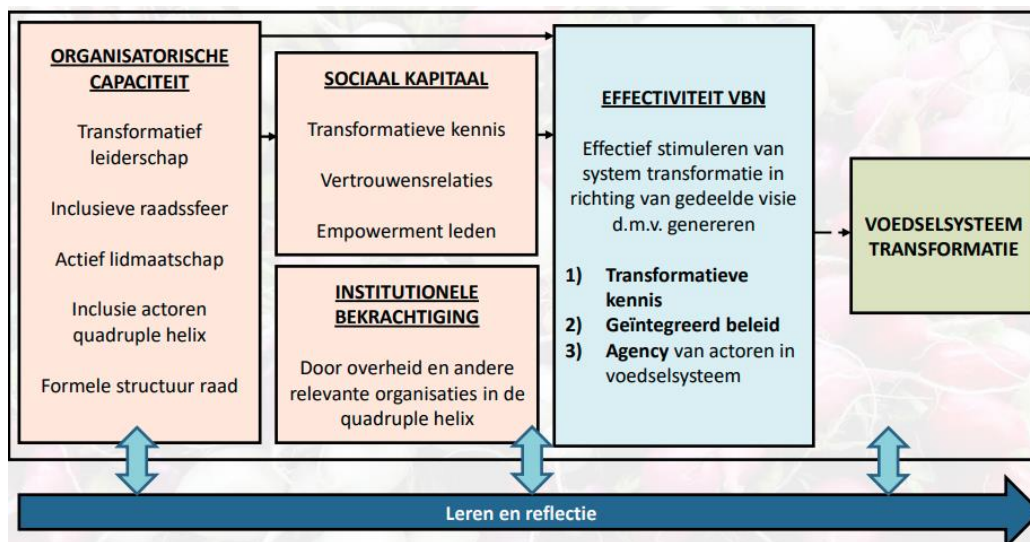 ORGANISATORISCHE
CAPACITEIT
Transformatief
leiderschap
Inclusieve raadssfeer
Actief lidmaatschap
Inclusie actoren
quadruple helix
Formele structuur raad
SOCIAAL KAPITAAL
Transformatieve kennis
Vertrouwensrelaties
Empowerment leden
INSTITUTIONELE
BEKRACHTIGING
Door overheid en andere
relevante organisaties in de
quadruple helix
EFFECTIVITEIT VBN
Effectief stimuleren van
system transformatie in
richting van gedeelde visie
d.m.v. genereren
1) Transformatieve
kennis
2) Geïntegreerd beleid
3) Agency van actoren in
voedselsysteem
VOEDSELSYSTEEM
TRANSFORMATIE
Leren en reflectie